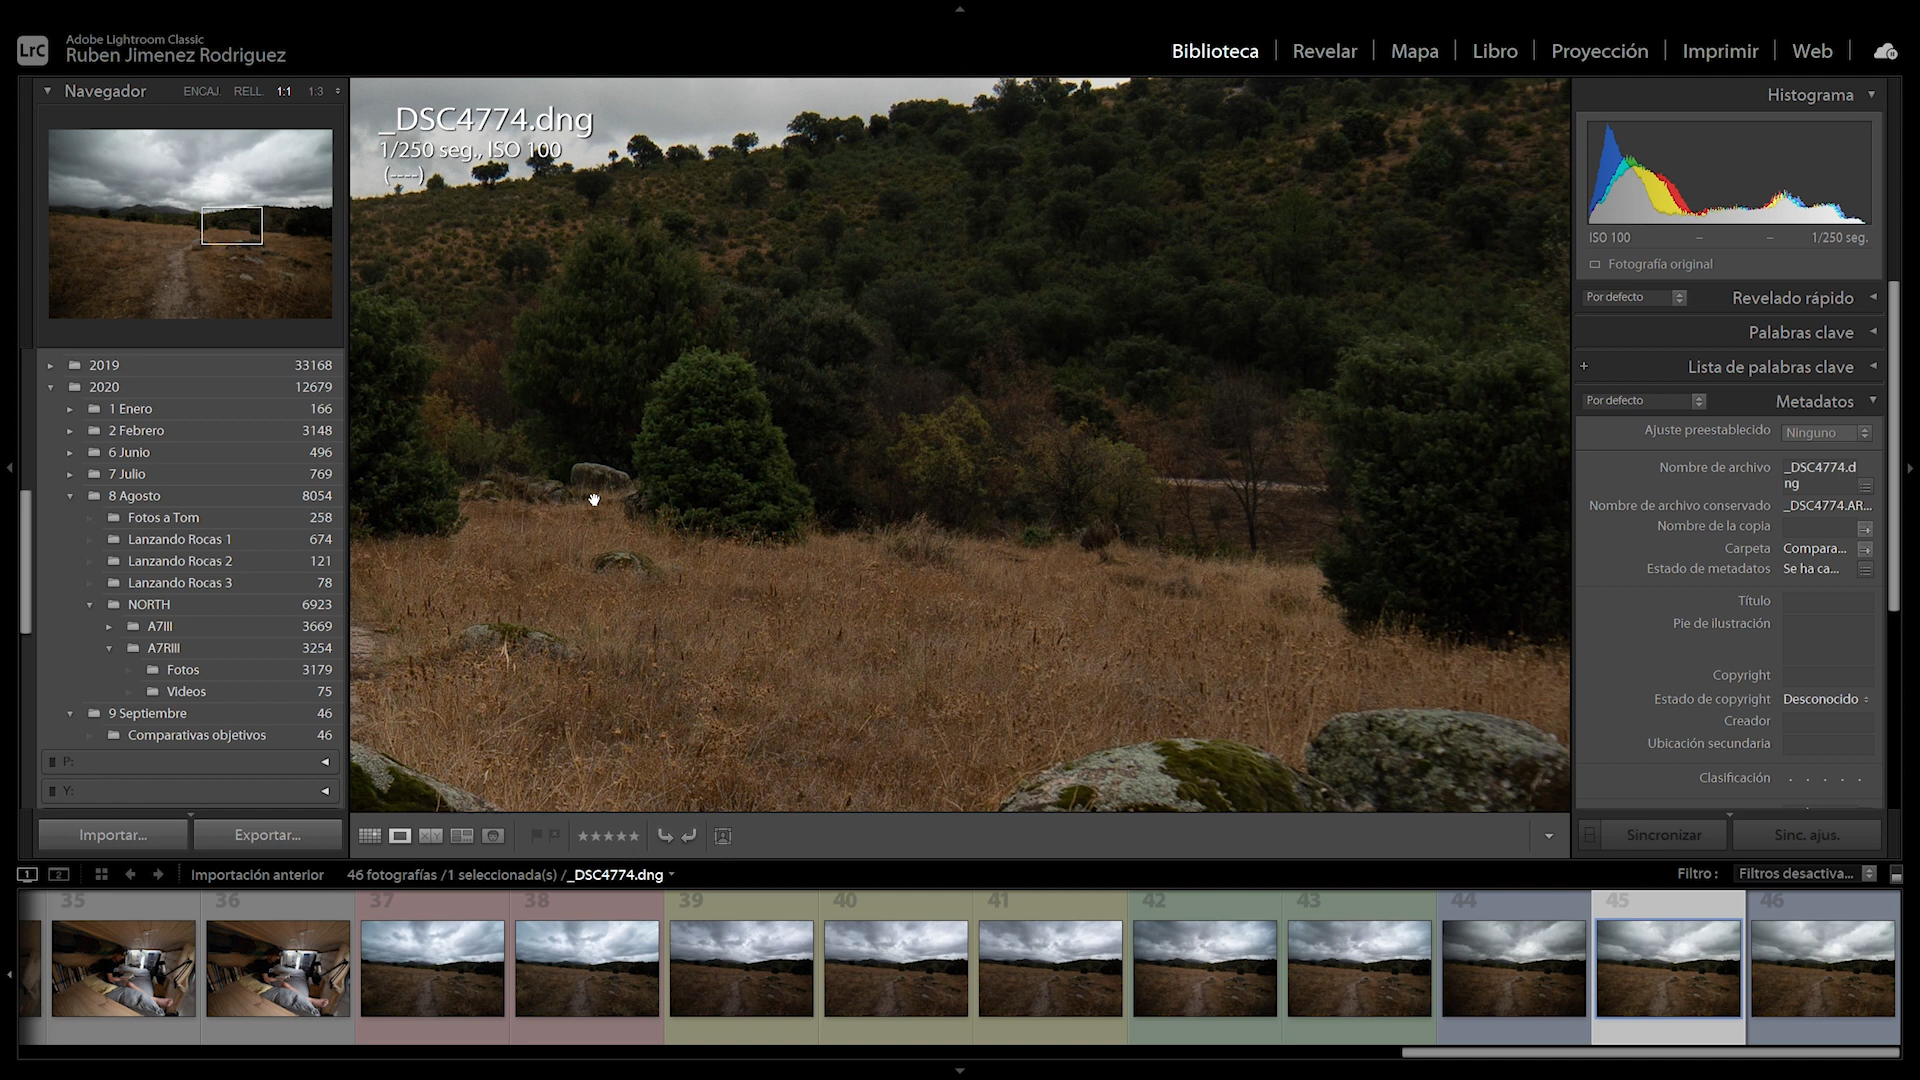 LrC
Adobe Lightroom Classic
Ruben Jimenez Rodriguez
Biblioteca
Revelar
Mapa
Libro
Proyección
Imprimir
Web
Navegador
ENCAJ.
RELL.
1:1
1:3
2019 33168
2020 12679
1 Enero 166
2 Febrero 3148
6 Junio 496
7 Julio 769
8 Agosto 8054
Fotos a Tom 258
Lanzando Rocas 1 674
Lanzando Rocas 2 121
Lanzando Rocas 3 78
NORTH 6923
A7III 3669
A7RIII 3254
Fotos 3179
Videos 75
9 Septiembre 46
Comparativas objetivos 46
P:
Y:
Importar...
Exportar...
_DSC4774.dng
1/250 seg., ISO 100
(----)
Histograma
ISO 100 – – 1/250 seg.
Fotografía original
Por defecto Revelado rápido
Palabras clave
+ Lista de palabras clave
Por defecto Metadatos
Ajuste preestablecido Ninguno
Nombre de archivo _DSC4774.d
ng
Nombre de archivo conservado _DSC4774.AR...
Nombre de la copia
Carpeta Compara...
Estado de metadatos Se ha ca...
Título
Pie de ilustración
Copyright
Estado de copyright Desconocido
Creador
Ubicación secundaria
Clasificación . . . . .
Sincronizar
Sinc. ajus.
X Y
1
2
Importación anterior
46 fotografías /1 seleccionada(s) /_DSC4774.dng
Filtro : Filtros desactiva...
35 36 37 38 39 40 41 42 43 44 45 46